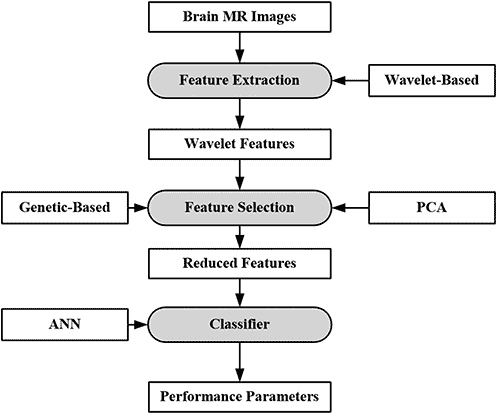 Brain MR Images
Feature Extraction
Wavelet-Based
Wavelet Features
Genetic-Based
Feature Selection
PCA
Reduced Features
ANN
Classifier
Performance Parameters